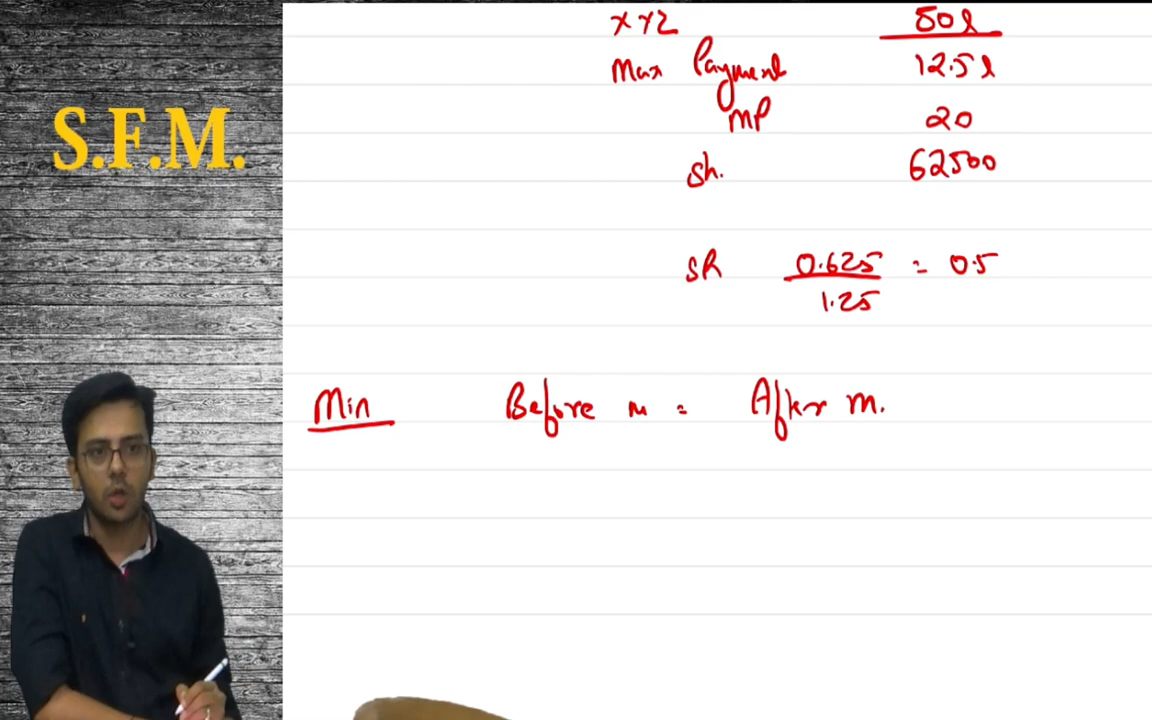 S.F.M.
XYZ 50l
Max Payment 12.5l
MP 20
Sh. 62500
SR 0.625 = 0.5
1.25
Min Before m = After m.